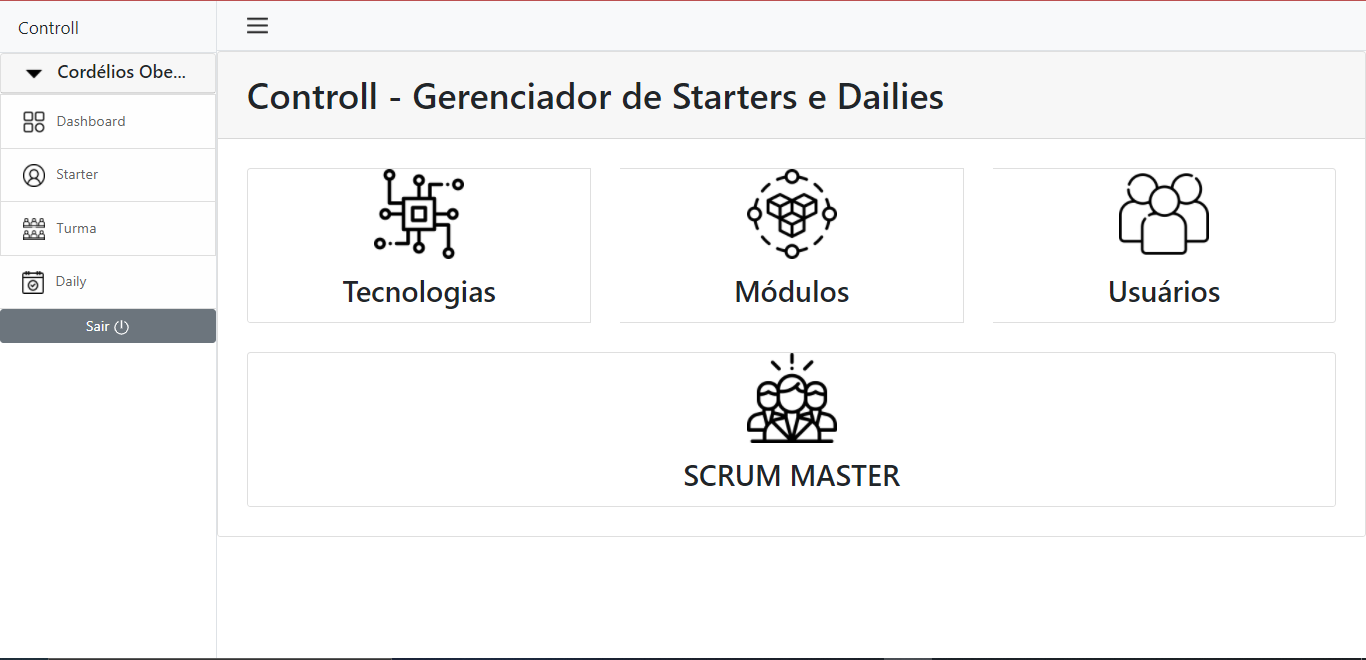 Controll
Cordélios Obe...
Dashboard
Starter
Turma
Daily
Sair
Controll - Gerenciador de Starters e Dailies
Tecnologias
Módulos
Usuários
SCRUM MASTER